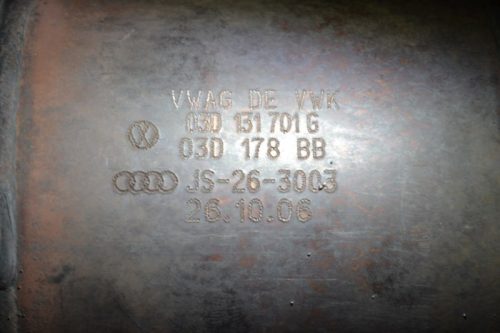 VWAG DE VWK
03D 131 701 G
03D 178 BB
JS-26-3003
26.10.06